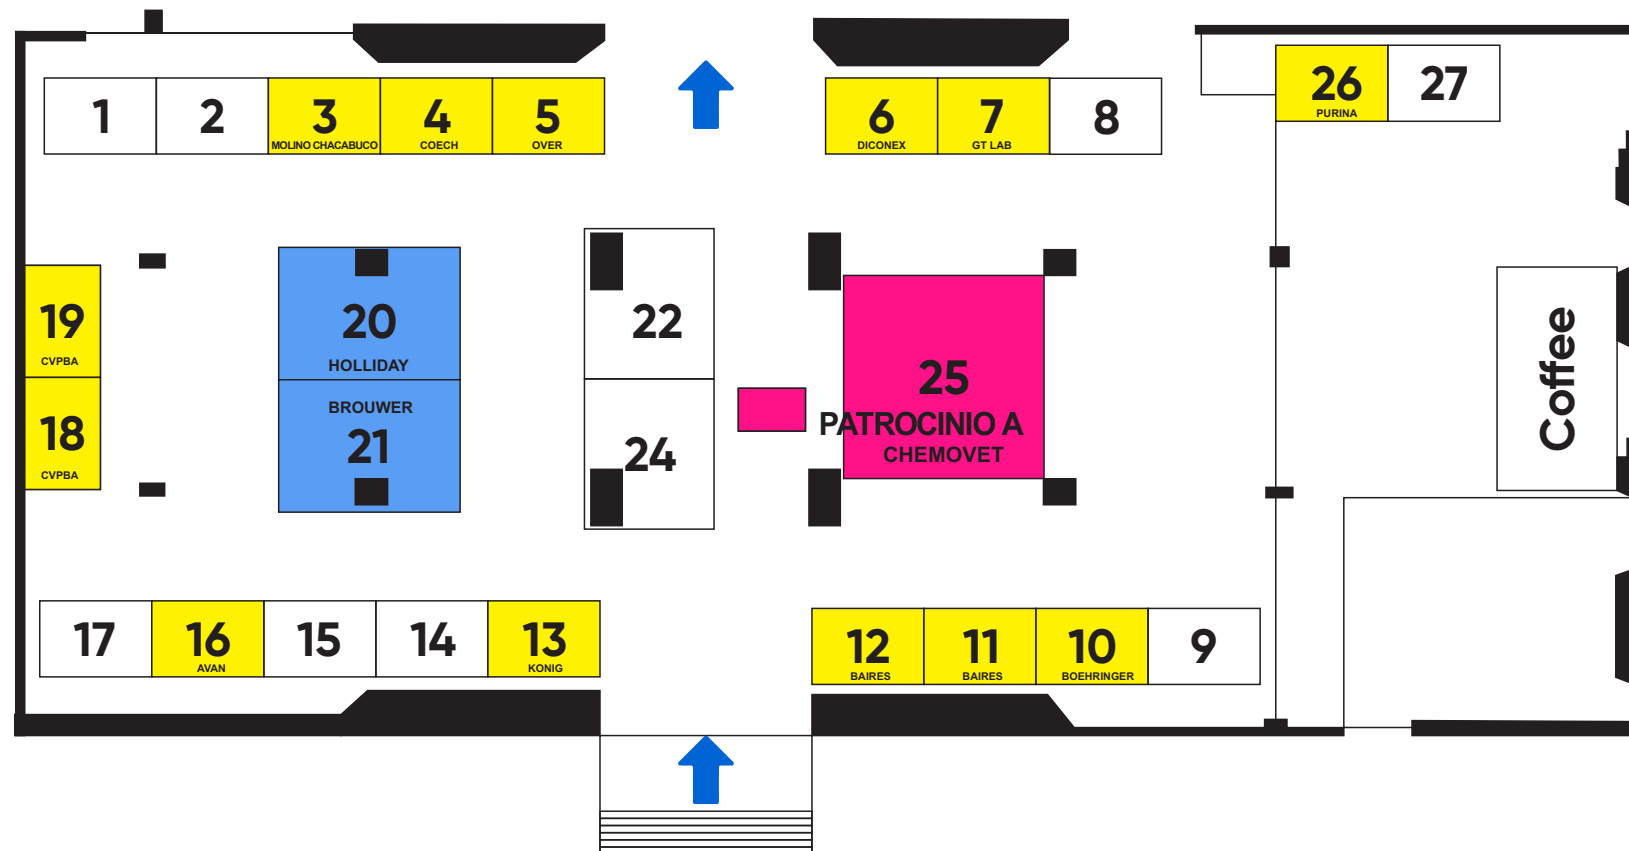 1
2
3
MOLINO CHACABUCO
4
COECH
5
OVER
6
DICONEX
7
GT LAB
8
26
PURINA
27
19
CVPBA
18
CVPBA
20
HOLLIDAY
BROUWER
21
22
24
25
PATROCINIO A
CHEMOVET
Coffee
17
16
AVAN
15
14
13
KONIG
12
BAIRES
11
BAIRES
10
BOEHRINGER
9